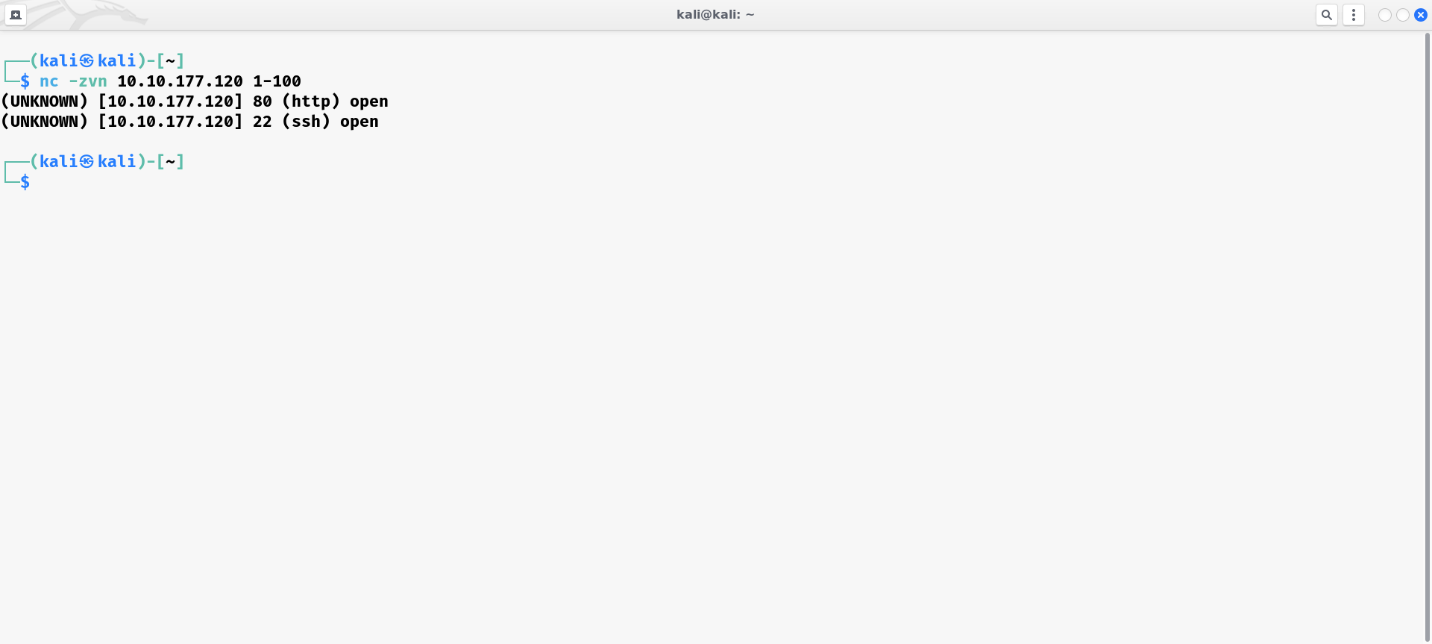 kali@kali: ~
┌──(kali㉿kali)-[~]
└─$ nc -zvn 10.10.177.120 1-100
(UNKNOWN) [10.10.177.120] 80 (http) open
(UNKNOWN) [10.10.177.120] 22 (ssh) open
┌──(kali㉿kali)-[~]
└─$